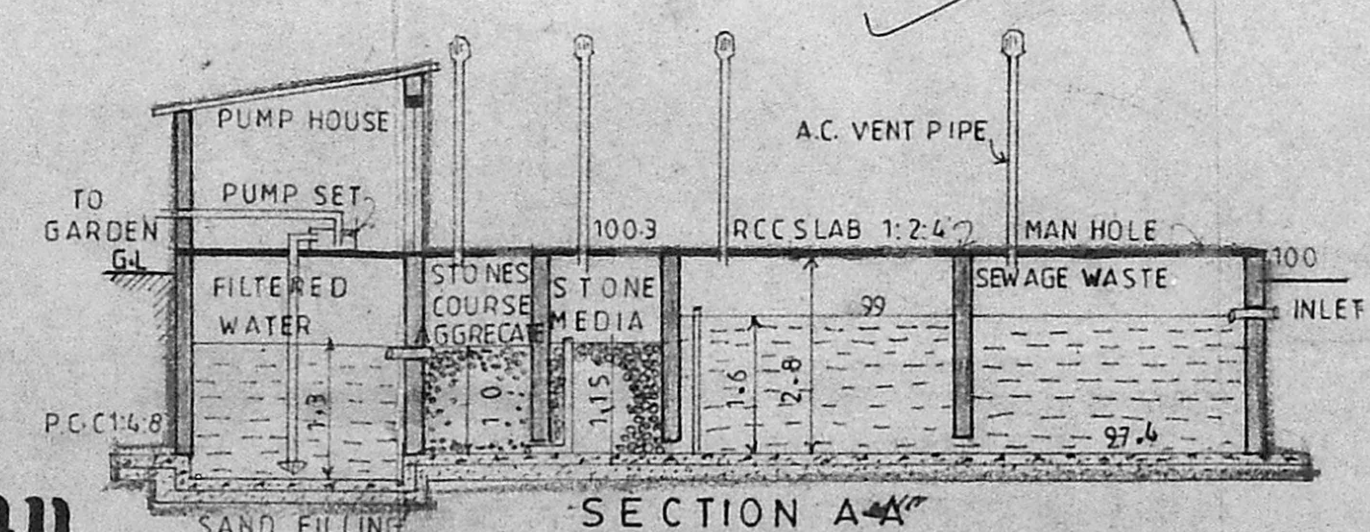 PUMP HOUSE
A.C. VENT PIPE
TO
GARDEN
PUMP SET
100.3
RCC SLAB 1:2:4
MAN HOLE
G.L
100
FILTERED
WATER
STONES
COURSE
AGGRECATE
STONE
MEDIA
SEWAGE WASTE
99
INLET
1.3
1.0
1.15
1.6
2.8
97.4
P.C.C 1:4:8
SAND FILLING
SECTION A-A